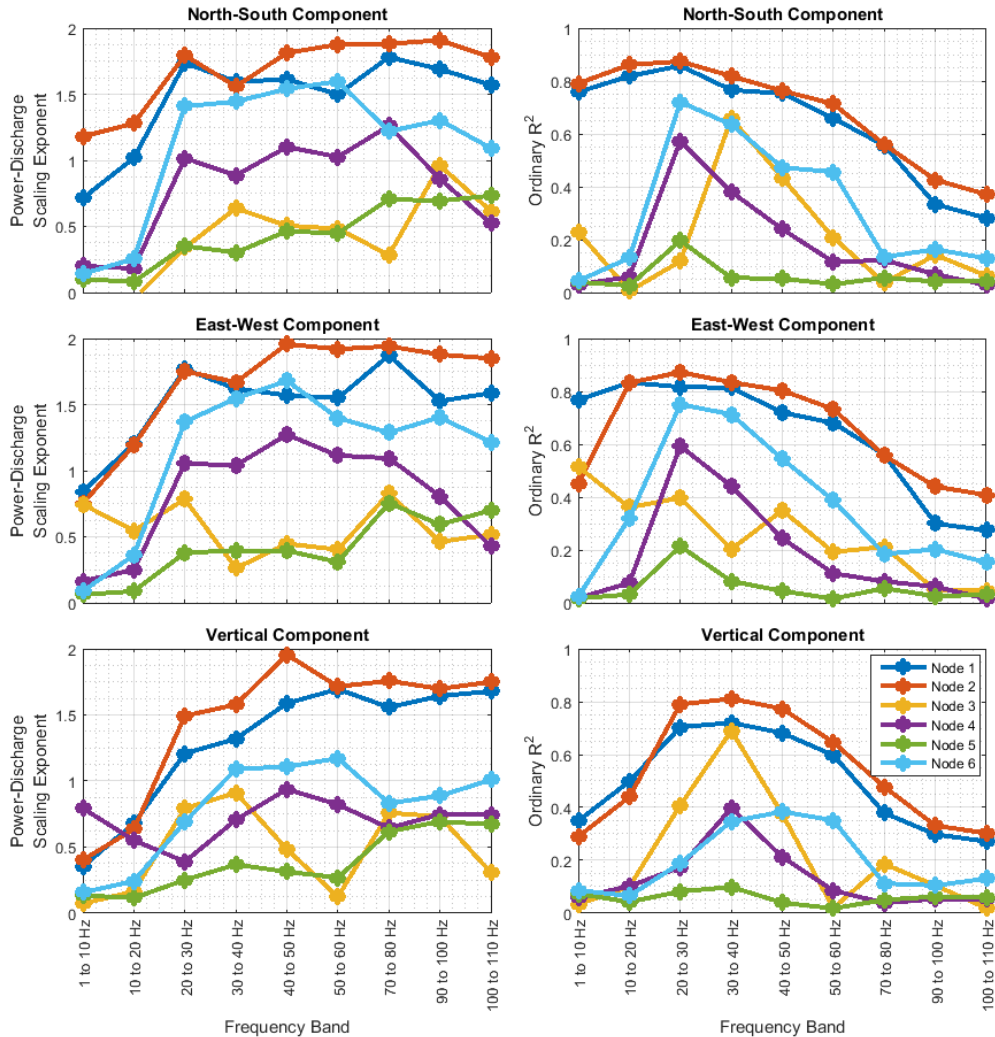 North-South Component
North-South Component
Power-Discharge
Scaling Exponent
2
1.5
1
0.5
0
Ordinary R²
1
0.8
0.6
0.4
0.2
0
East-West Component
East-West Component
Power-Discharge
Scaling Exponent
2
1.5
1
0.5
0
Ordinary R²
1
0.8
0.6
0.4
0.2
0
Vertical Component
Vertical Component
Power-Discharge
Scaling Exponent
2
1.5
1
0.5
0
Ordinary R²
1
0.8
0.6
0.4
0.2
0
Node 1
Node 2
Node 3
Node 4
Node 5
Node 6
1 to 10 Hz
10 to 20 Hz
20 to 30 Hz
30 to 40 Hz
40 to 50 Hz
50 to 60 Hz
70 to 80 Hz
90 to 100 Hz
100 to 110 Hz
Frequency Band
1 to 10 Hz
10 to 20 Hz
20 to 30 Hz
30 to 40 Hz
40 to 50 Hz
50 to 60 Hz
70 to 80 Hz
90 to 100 Hz
100 to 110 Hz
Frequency Band